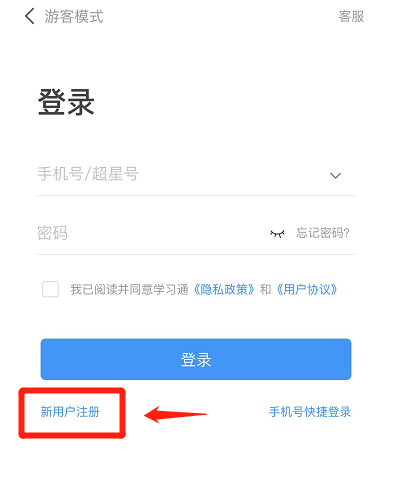 游客模式 客服
登录
手机号/超星号
密码 忘记密码?
我已阅读并同意学习通《隐私政策》和《用户协议》
登录
新用户注册 手机号快捷登录